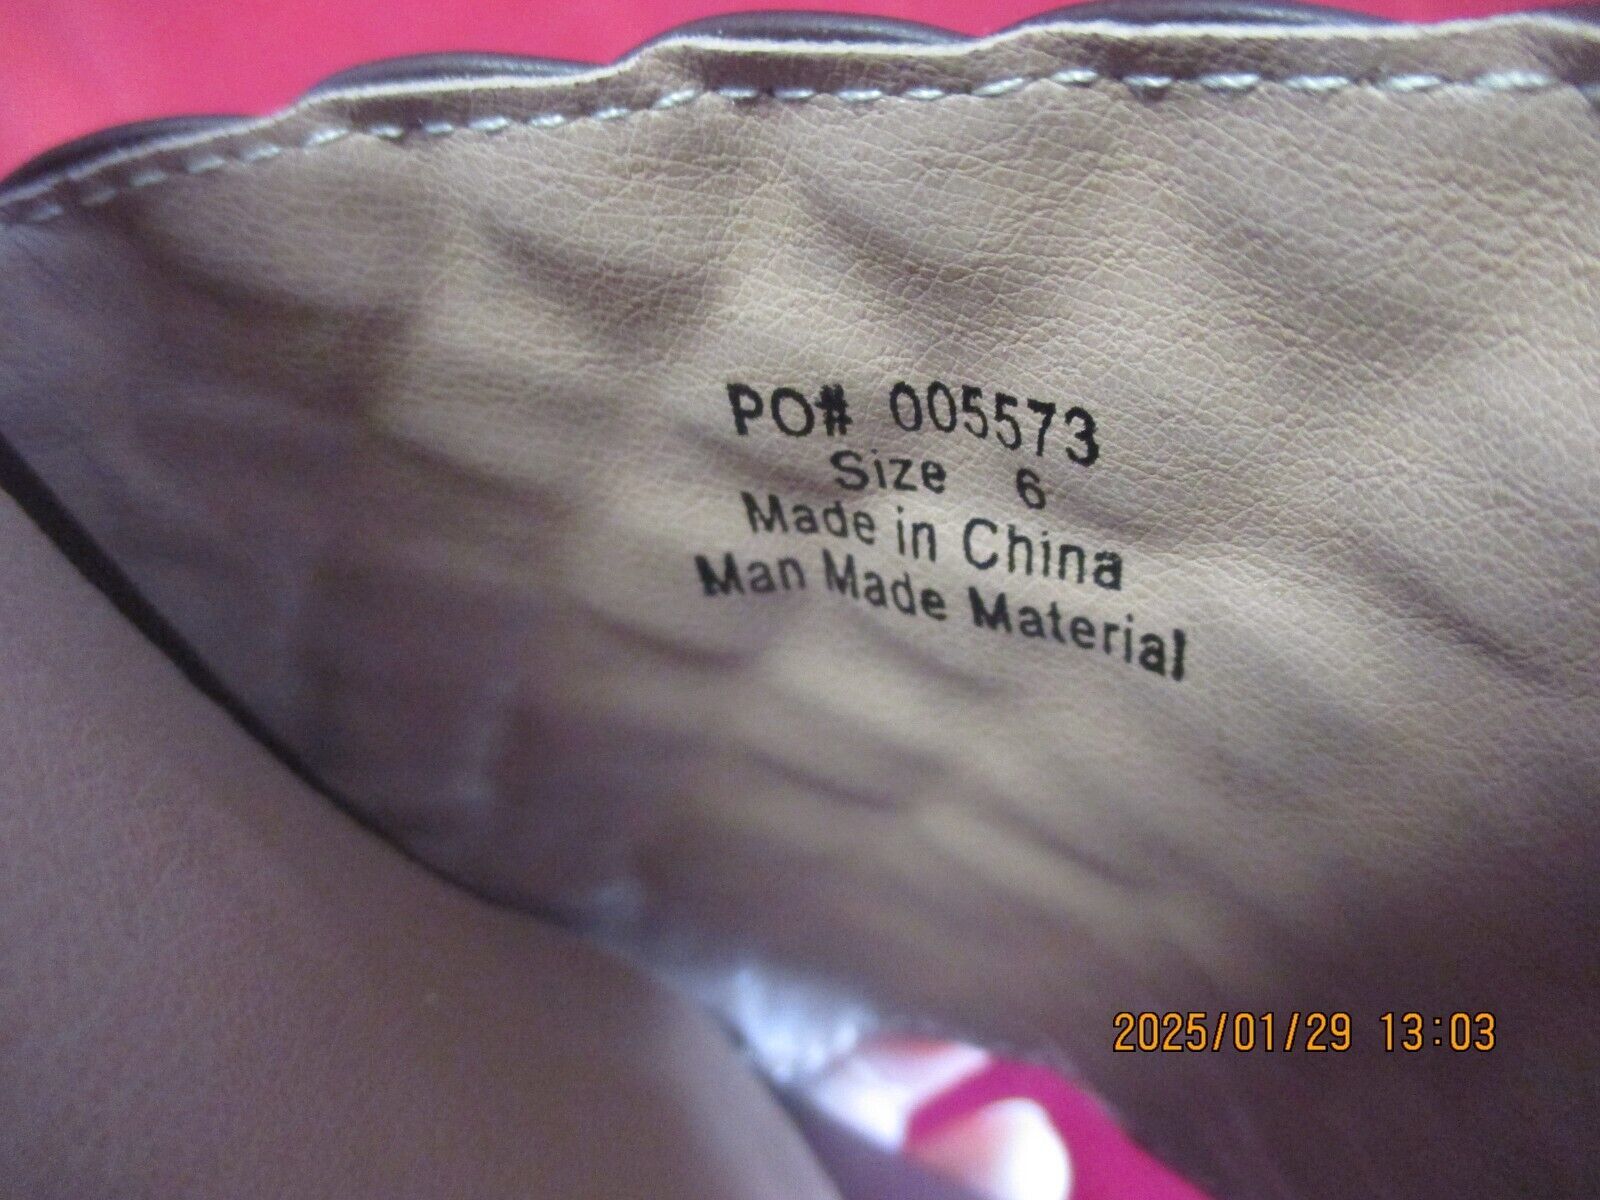 PO# 005573
Size 6
Made in China
Man Made Material
2025/01/29 13:03